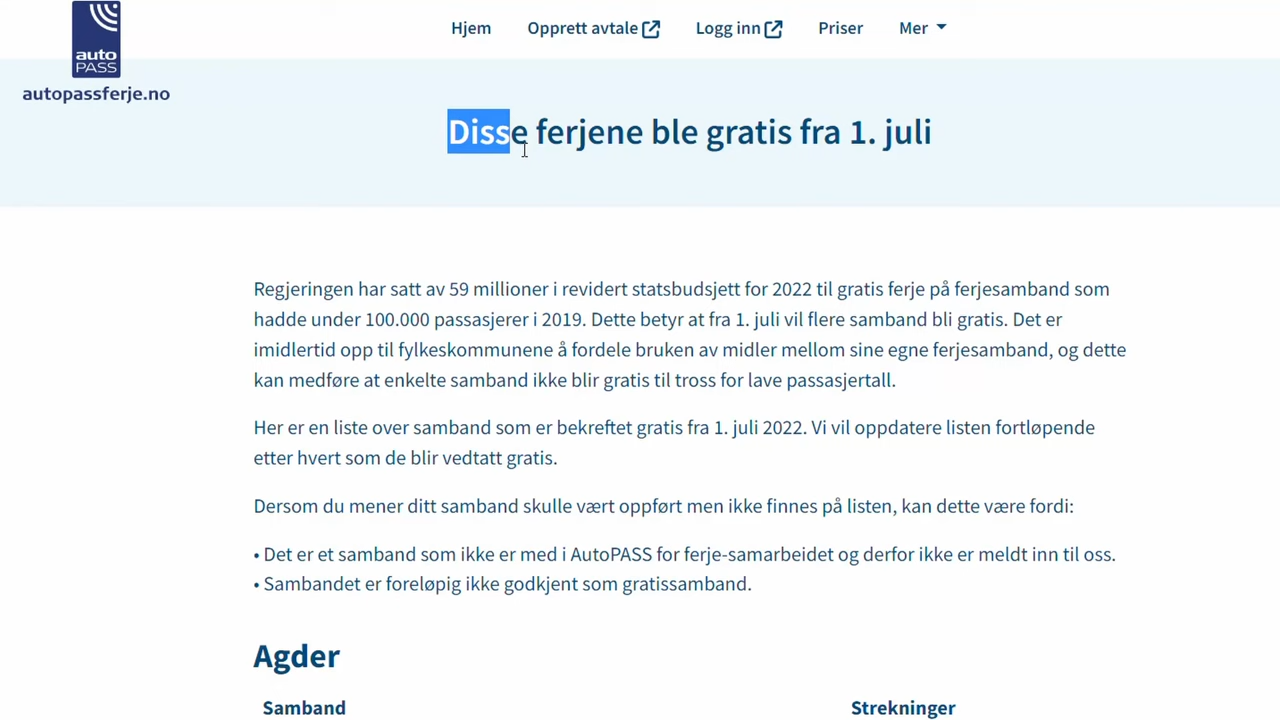 auto
PASS
autopassferje.no
Hjem Opprett avtale Logg inn Priser Mer
Disse ferjene ble gratis fra 1. juli
Regjeringen har satt av 59 millioner i revidert statsbudsjett for 2022 til gratis ferje på ferjesamband som
hadde under 100.000 passasjerer i 2019. Dette betyr at fra 1. juli vil flere samband bli gratis. Det er
imidlertid opp til fylkeskommunene å fordele bruken av midler mellom sine egne ferjesamband, og dette
kan medføre at enkelte samband ikke blir gratis til tross for lave passasjertall.
Her er en liste over samband som er bekreftet gratis fra 1. juli 2022. Vi vil oppdatere listen fortløpende
etter hvert som de blir vedtatt gratis.
Dersom du mener ditt samband skulle vært oppført men ikke finnes på listen, kan dette være fordi:
• Det er et samband som ikke er med i AutoPASS for ferje-samarbeidet og derfor ikke er meldt inn til oss.
• Sambandet er foreløpig ikke godkjent som gratissamband.
Agder
Samband Strekninger